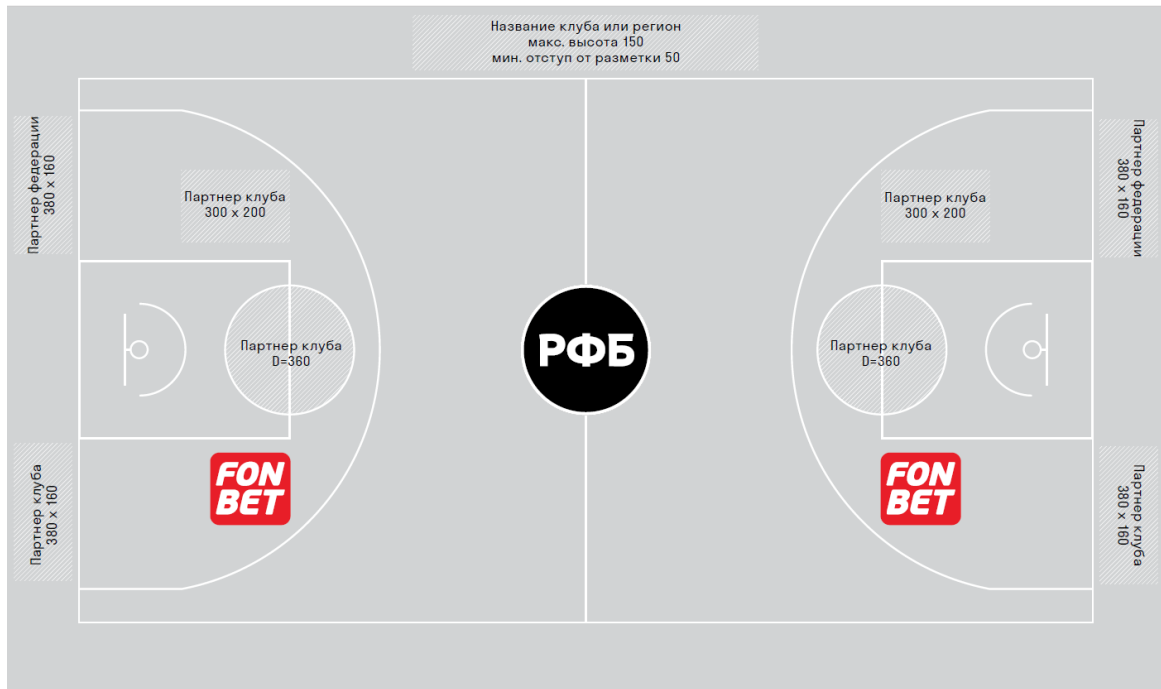 Название клуба или регион
макс. высота 150
мин. отступ от разметки 50
Партнер федерации
380 x 160
Партнер клуба
300 x 200
Партнер клуба
300 x 200
Партнер федерации
380 x 160
Партнер клуба
D=360
РФБ
Партнер клуба
D=360
Партнер клуба
380 x 160
FON
BET
FON
BET
Партнер клуба
380 x 160